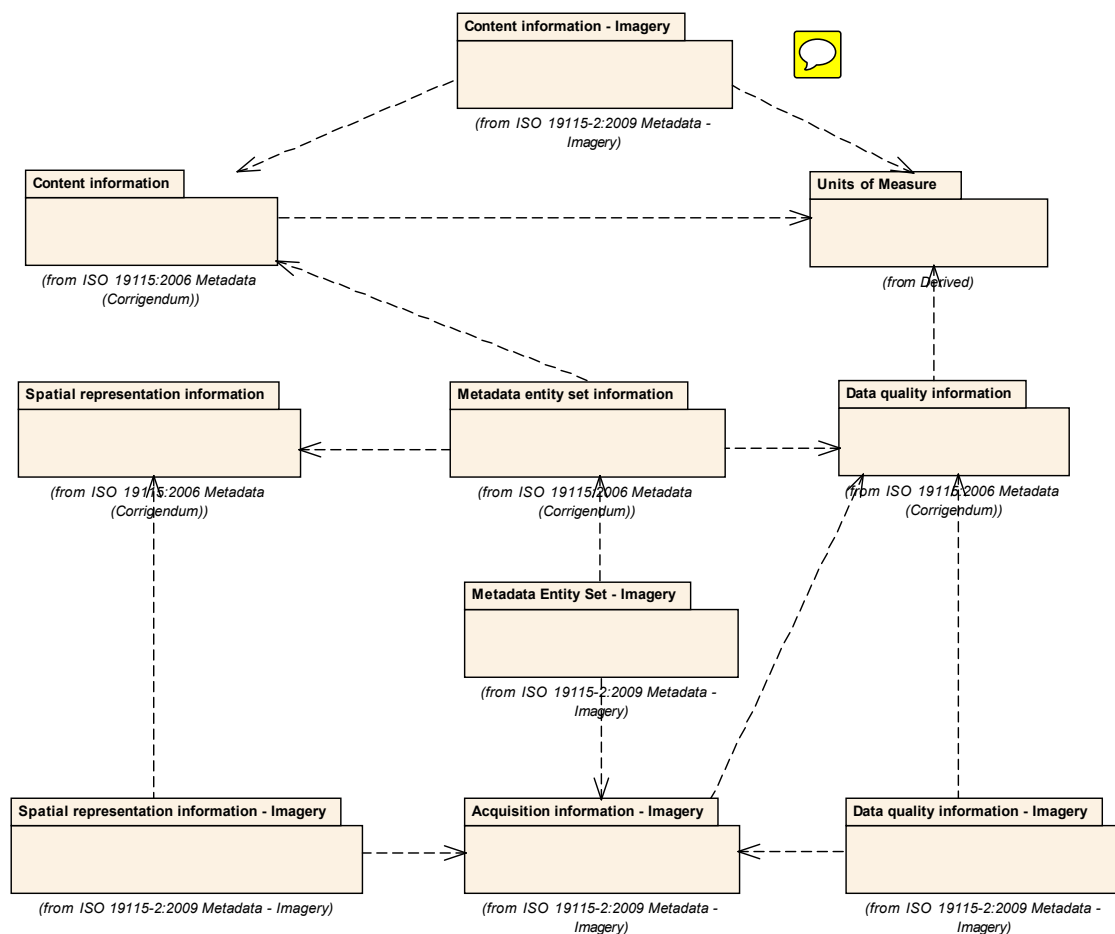 Content information - Imagery
(from ISO 19115-2:2009 Metadata -
Imagery)
Content information
(from ISO 19115:2006 Metadata
(Corrigendum))
Units of Measure
(from Derived)
Spatial representation information
(from ISO 19115:2006 Metadata
(Corrigendum))
Metadata entity set information
(from ISO 19115:2006 Metadata
(Corrigendum))
Data quality information
(from ISO 19115:2006 Metadata
(Corrigendum))
Metadata Entity Set - Imagery
(from ISO 19115-2:2009 Metadata -
Imagery)
Spatial representation information - Imagery
(from ISO 19115-2:2009 Metadata - Imagery)
Acquisition information - Imagery
(from ISO 19115-2:2009 Metadata -
Imagery)
Data quality information - Imagery
(from ISO 19115-2:2009 Metadata -
Imagery)